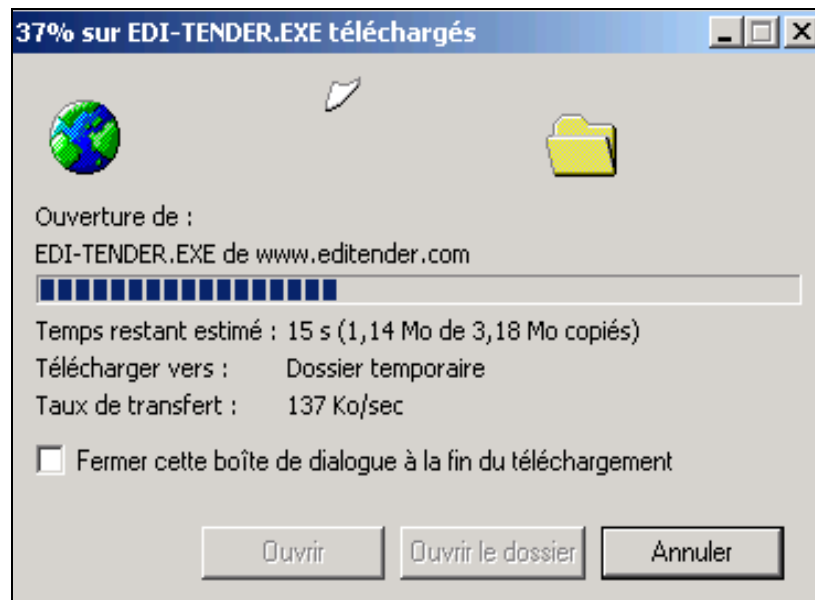 37% sur EDI-TENDER.EXE téléchargés
Ouverture de :
EDI-TENDER.EXE de www.editender.com
Temps restant estimé : 15 s (1,14 Mo de 3,18 Mo copiés)
Télécharger vers : Dossier temporaire
Taux de transfert : 137 Ko/sec
Fermer cette boîte de dialogue à la fin du téléchargement
Ouvrir Ouvrir le dossier Annuler